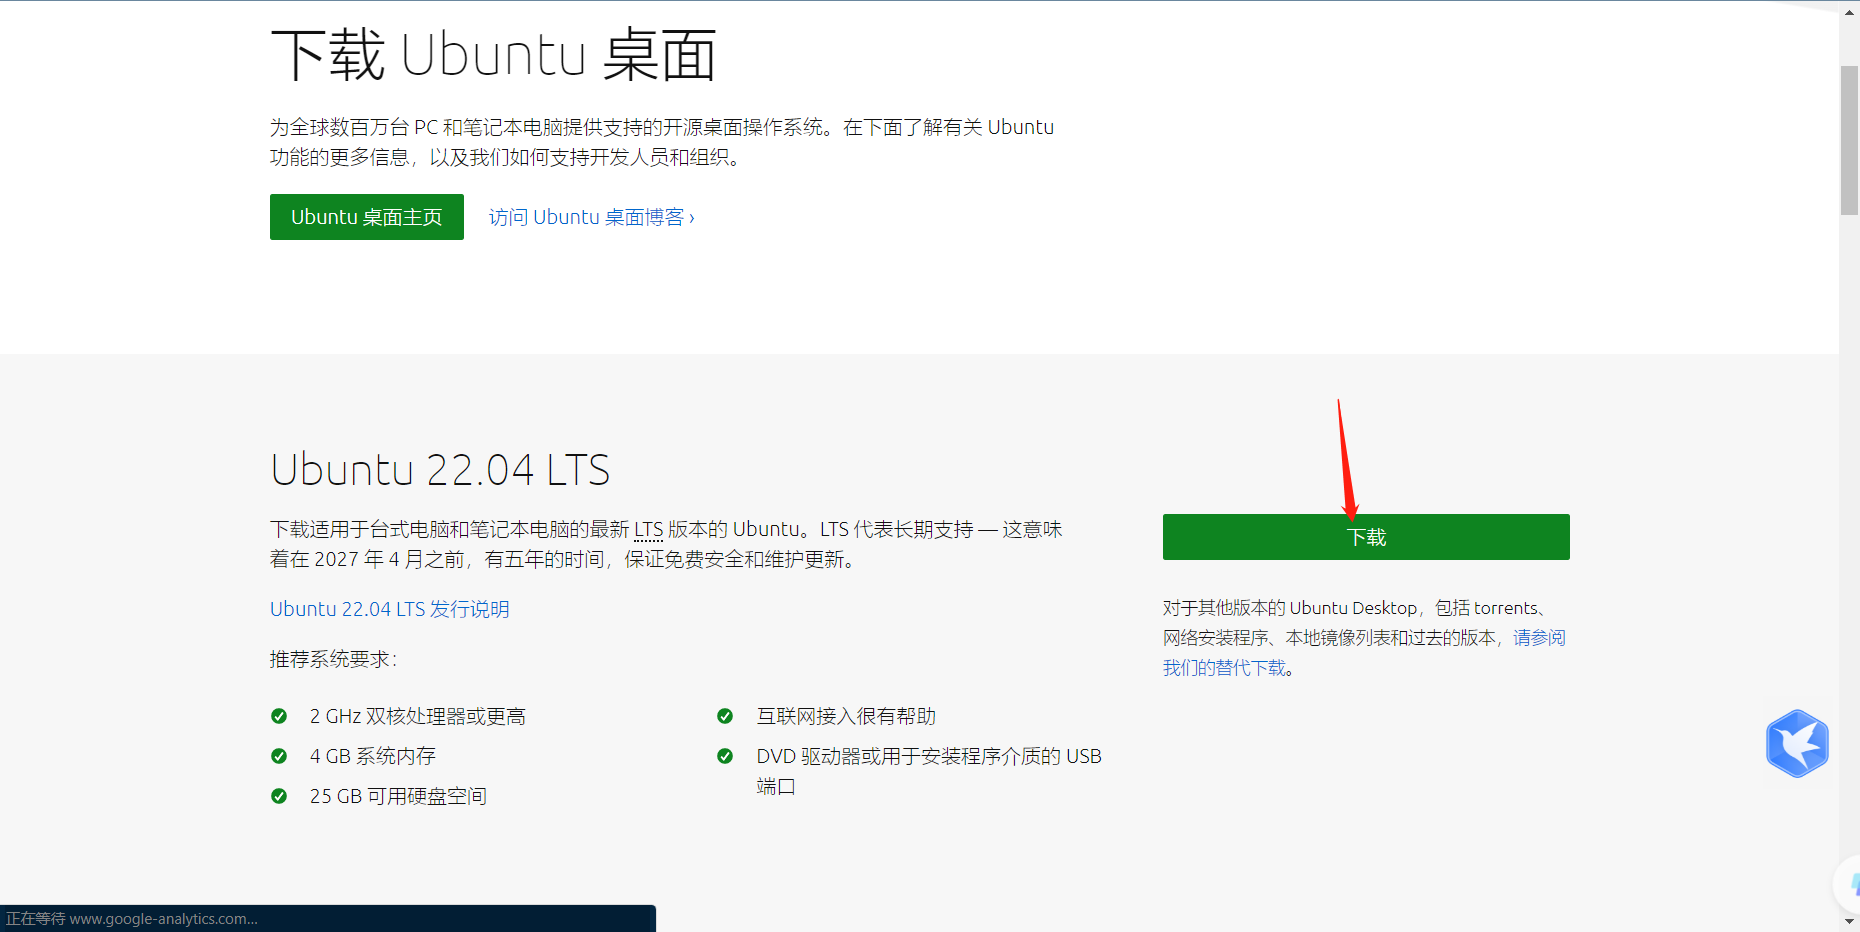 下载 Ubuntu 桌面
为全球数百万台 PC 和笔记本电脑提供支持的开源桌面操作系统。在下面了解有关 Ubuntu
功能的更多信息，以及我们如何支持开发人员和组织。
Ubuntu 桌面主页
访问 Ubuntu 桌面博客 ›
Ubuntu 22.04 LTS
下载适用于台式电脑和笔记本电脑的最新 LTS 版本的 Ubuntu。LTS 代表长期支持 — 这意味
着在 2027 年 4 月之前，有五年的时间，保证免费安全和维护更新。
Ubuntu 22.04 LTS 发行说明
推荐系统要求：
2 GHz 双核处理器或更高
4 GB 系统内存
25 GB 可用硬盘空间
互联网接入很有帮助
DVD 驱动器或用于安装程序介质的 USB
端口
下载
对于其他版本的 Ubuntu Desktop，包括 torrents、
网络安装程序、本地镜像列表和过去的版本，请参阅
我们的替代下载。
正在等待 www.google-analytics.com...